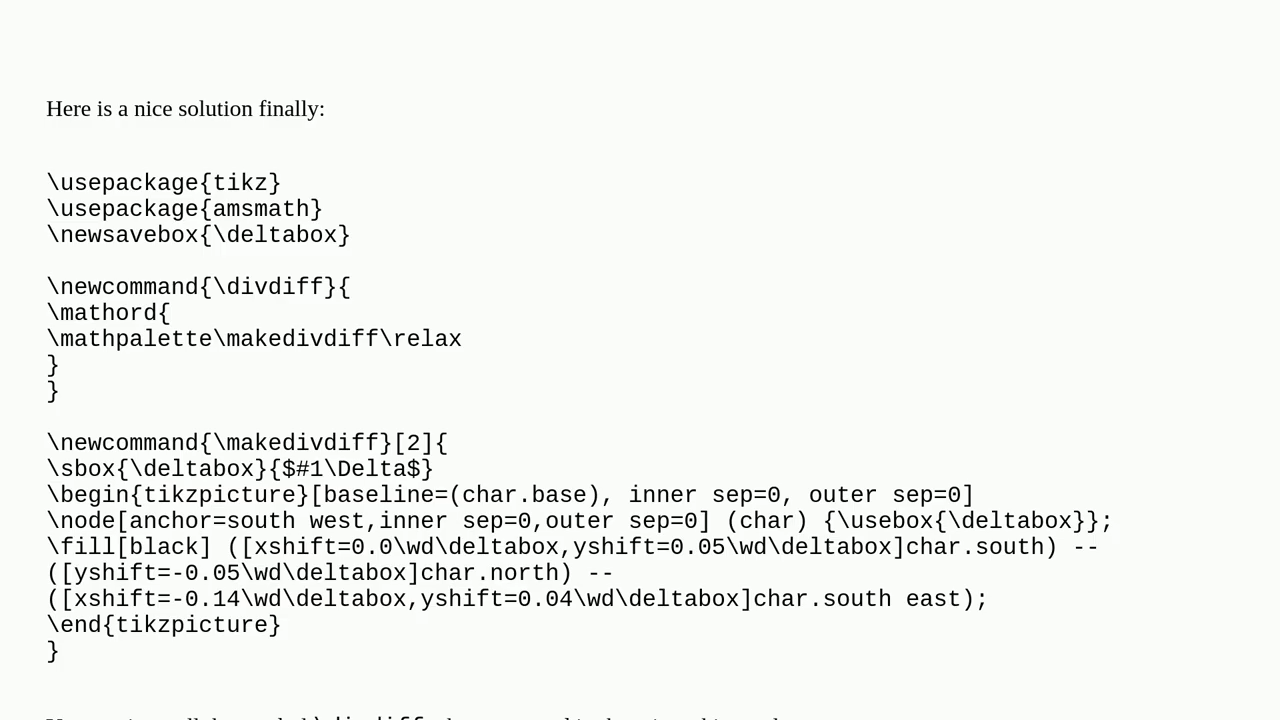 Here is a nice solution finally:
\usepackage{tikz}
\usepackage{amsmath}
\newsavebox{\deltabox}
\newcommand{\divdiff}{
\mathord{
\mathpalette\makedivdiff\relax
}
}
\newcommand{\makedivdiff}[2]{
\sbox{\deltabox}{$#1\Delta$}
\begin{tikzpicture}[baseline=(char.base), inner sep=0, outer sep=0]
\node[anchor=south west,inner sep=0,outer sep=0] (char) {\usebox{\deltabox}};
\fill[black] ([xshift=0.0\wd\deltabox,yshift=0.05\wd\deltabox]char.south) --
([yshift=-0.05\wd\deltabox]char.north) --
([xshift=-0.14\wd\deltabox,yshift=0.04\wd\deltabox]char.south east);
\end{tikzpicture}
}